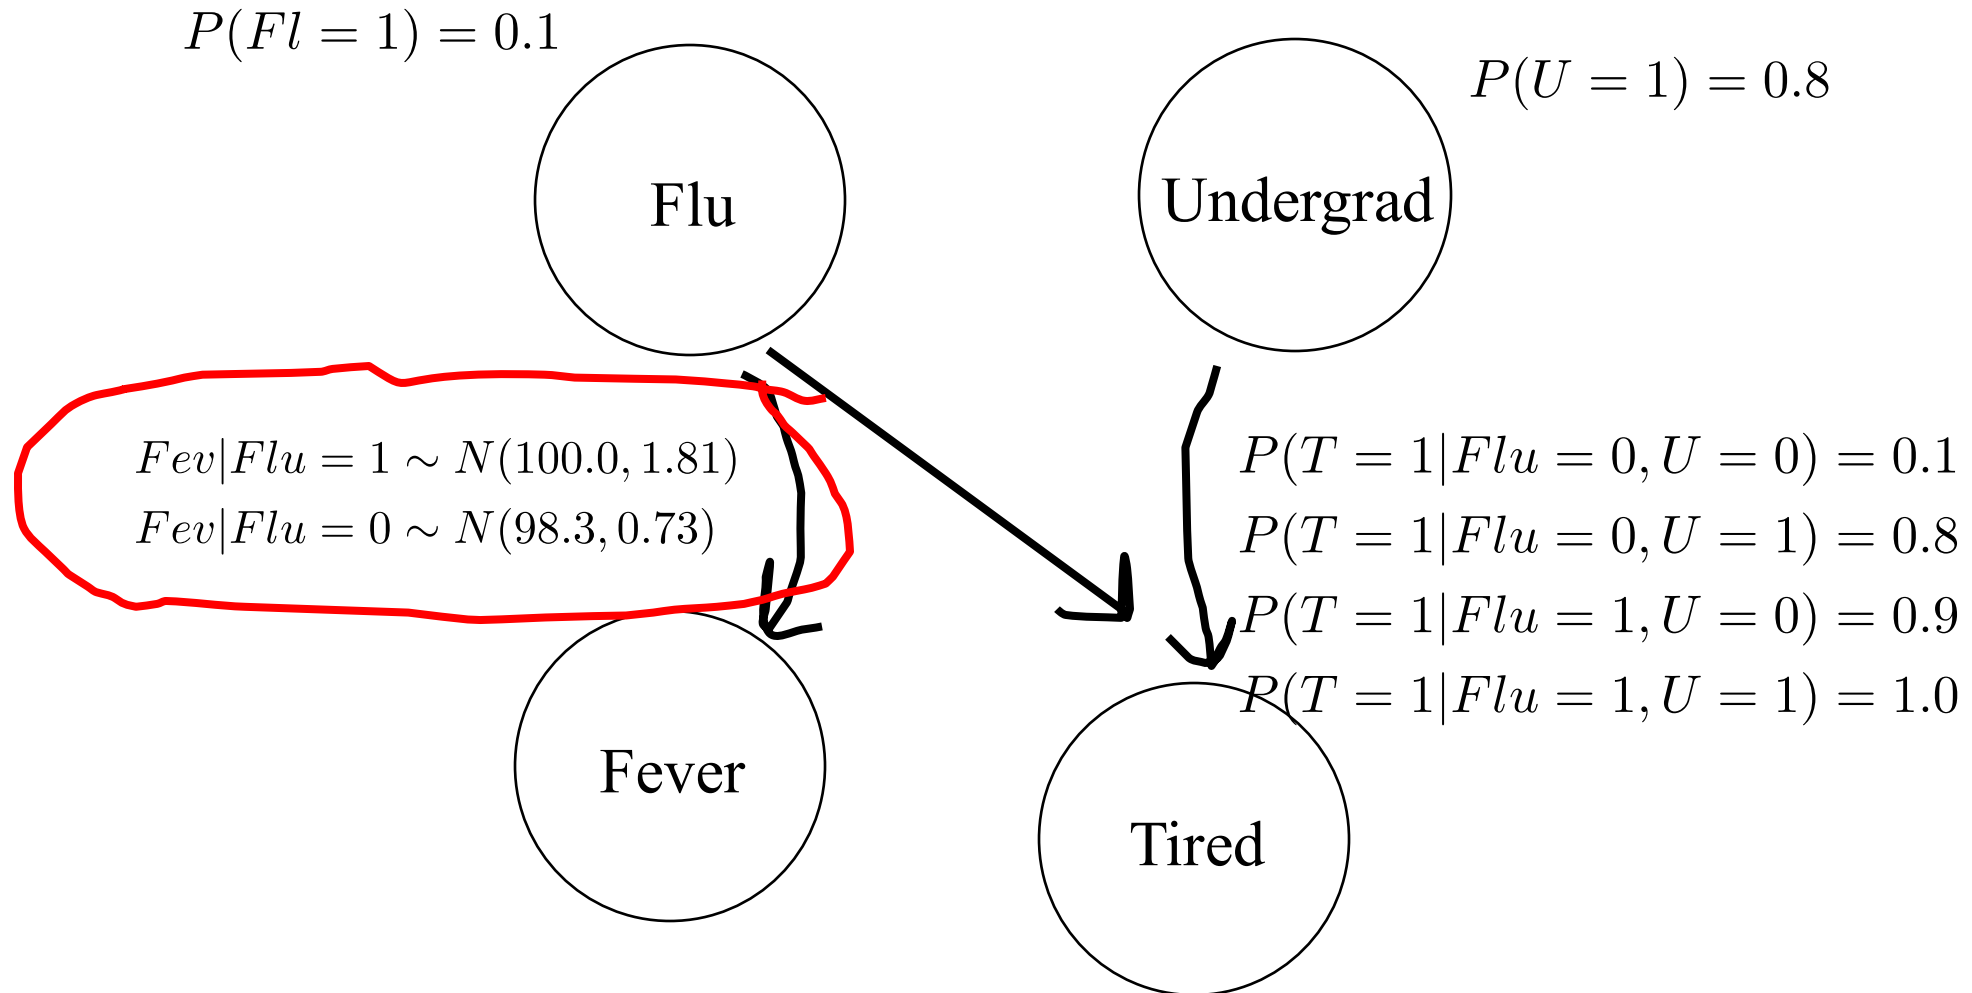 P(Fl = 1) = 0.1
P(U = 1) = 0.8
Flu
Undergrad
Fev|Flu = 1 ∼ N(100.0, 1.81)
Fev|Flu = 0 ∼ N(98.3, 0.73)
P(T = 1|Flu = 0, U = 0) = 0.1
P(T = 1|Flu = 0, U = 1) = 0.8
P(T = 1|Flu = 1, U = 0) = 0.9
P(T = 1|Flu = 1, U = 1) = 1.0
Fever
Tired